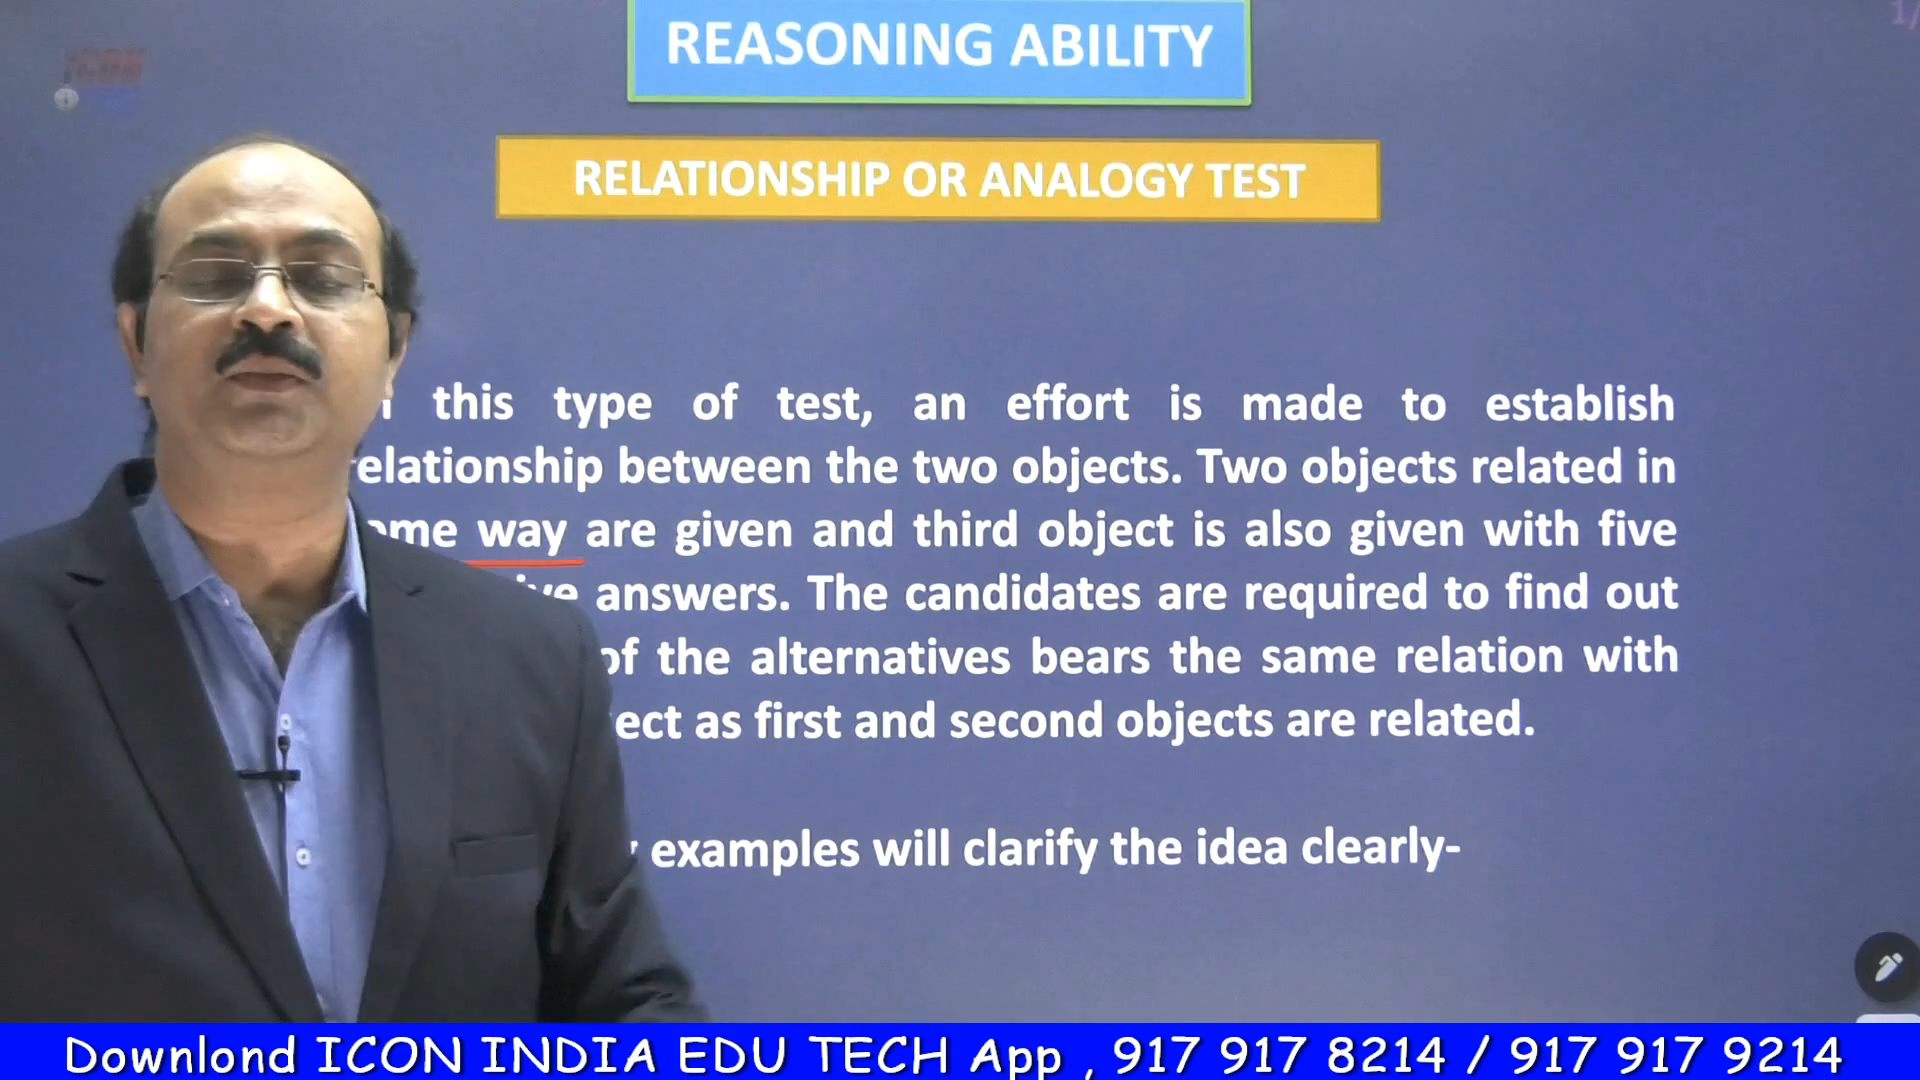 REASONING ABILITY
RELATIONSHIP OR ANALOGY TEST
this type of test, an effort is made to establish
elationship between the two objects. Two objects related in
ome way are given and third object is also given with five
ive answers. The candidates are required to find out
of the alternatives bears the same relation with
ect as first and second objects are related.
examples will clarify the idea clearly-
Downlond ICON INDIA EDU TECH App , 917 917 8214 / 917 917 9214